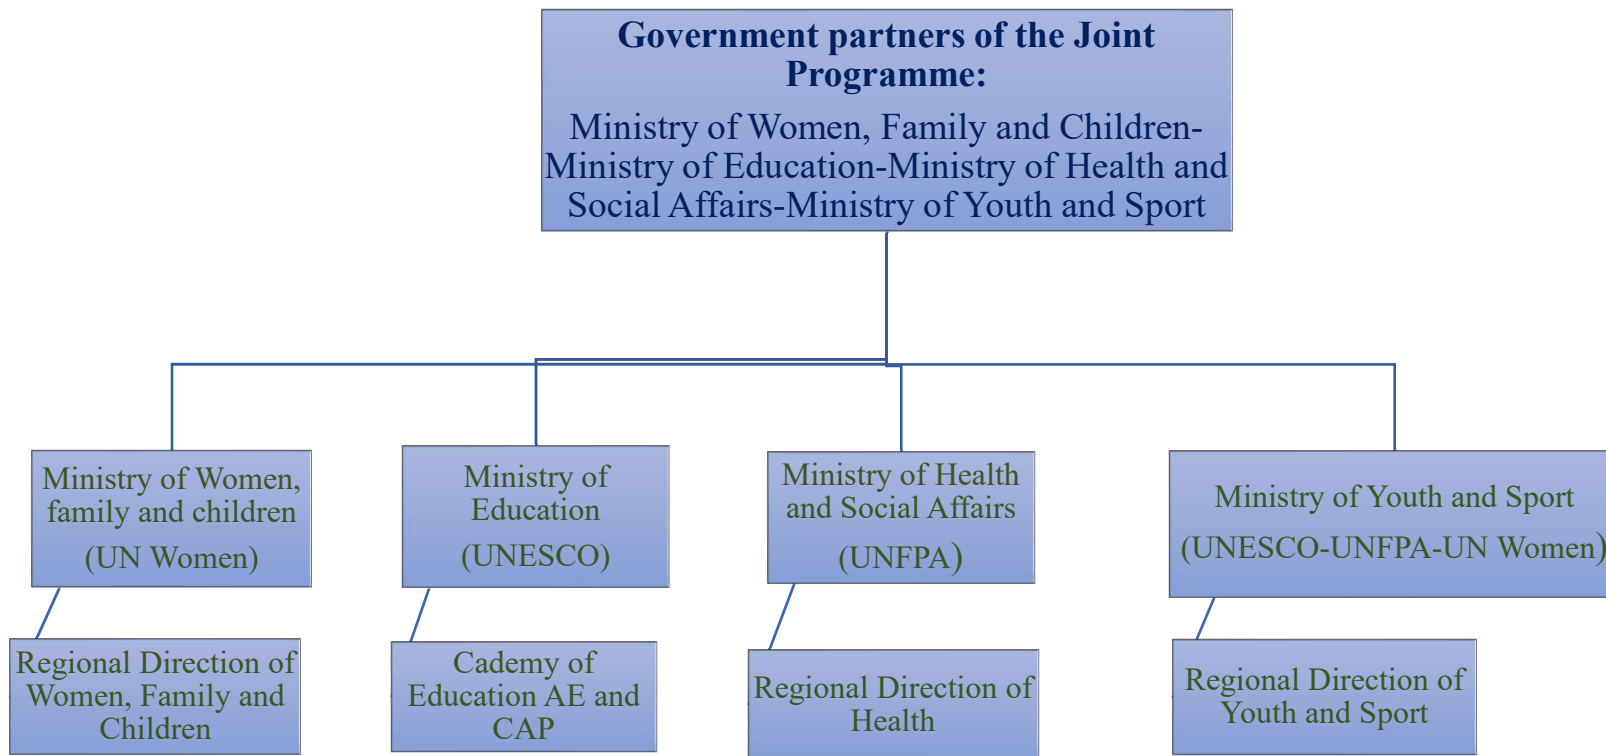 Government partners of the Joint
Programme:
Ministry of Women, Family and Children-
Ministry of Education-Ministry of Health and
Social Affairs-Ministry of Youth and Sport
Ministry of Women,
family and children
(UN Women)
Ministry of
Education
(UNESCO)
Ministry of Health
and Social Affairs
(UNFPA)
Ministry of Youth and Sport
(UNESCO-UNFPA-UN Women)
Regional Direction of
Women, Family and
Children
Cademy of
Education AE and
CAP
Regional Direction of
Health
Regional Direction of
Youth and Sport